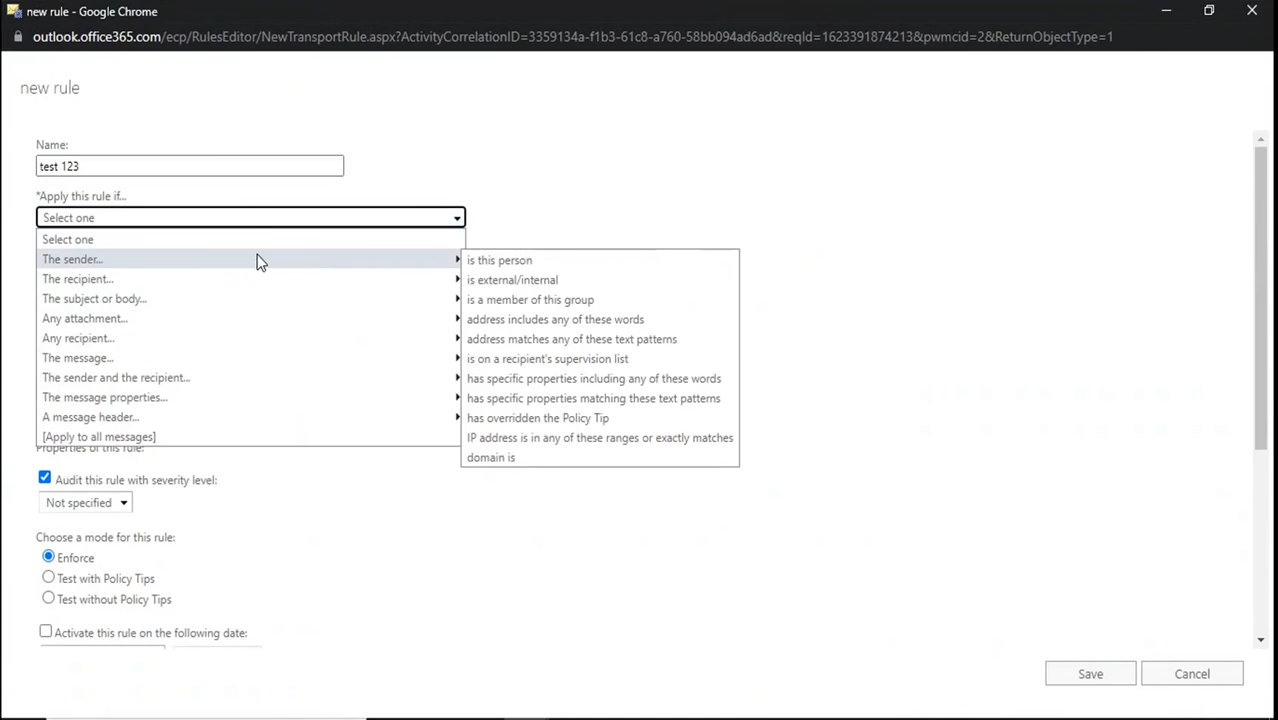 new rule - Google Chrome
outlook.office365.com/ecp/RulesEditor/NewTransportRule.aspx?ActivityCorrelationID=3359134a-f1b3-61c8-a760-58bb094ad6ad&reqId=1623391874213&pwmcid=2&ReturnObjectType=1
new rule
Name:
test 123
*Apply this rule if...
Select one
Select one
The sender...
The recipient...
The subject or body...
Any attachment...
Any recipient...
The message...
The sender and the recipient...
The message properties...
A message header...
[Apply to all messages]
is this person
is external/internal
is a member of this group
address includes any of these words
address matches any of these text patterns
is on a recipient's supervision list
has specific properties including any of these words
has specific properties matching these text patterns
has overridden the Policy Tip
IP address is in any of these ranges or exactly matches
domain is
Properties of this rule:
Audit this rule with severity level:
Not specified
Choose a mode for this rule:
Enforce
Test with Policy Tips
Test without Policy Tips
Activate this rule on the following date:
Save
Cancel